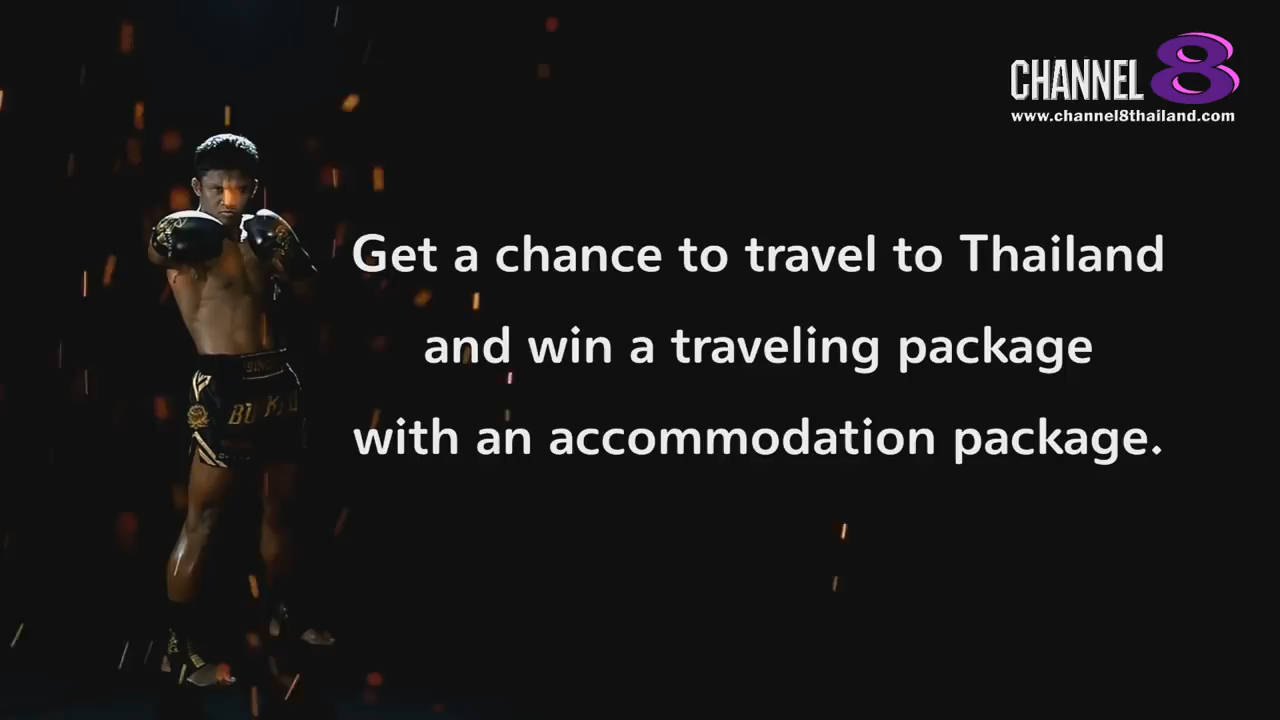 CHANNEL 8
www.channel8thailand.com
Get a chance to travel to Thailand
and win a traveling package
with an accommodation package.